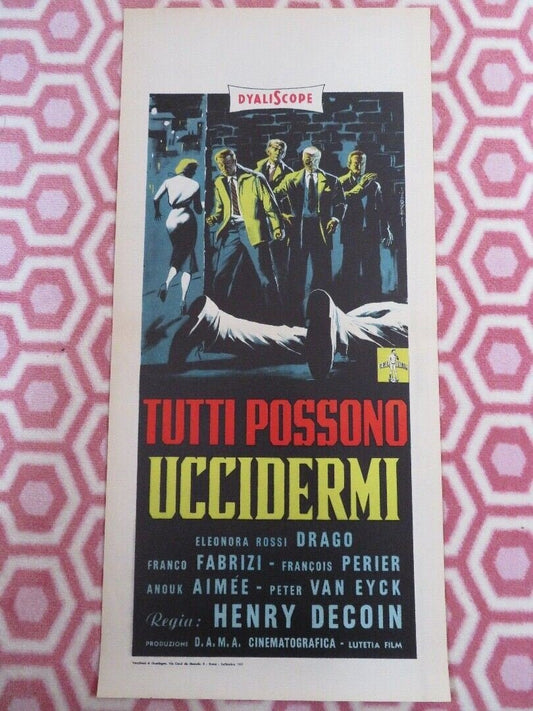 DYALISCOPE
TUTTI POSSONO
UCCIDERMI
ELEONORA ROSSI DRAGO
FRANCO FABRIZI - FRANÇOIS PERIER
ANOUK AIMÉE - PETER VAN EYCK
Regia: HENRY DECOIN
PRODUZIONE D.A.M.A. CINEMATOGRAFICA - LUTETIA FILM